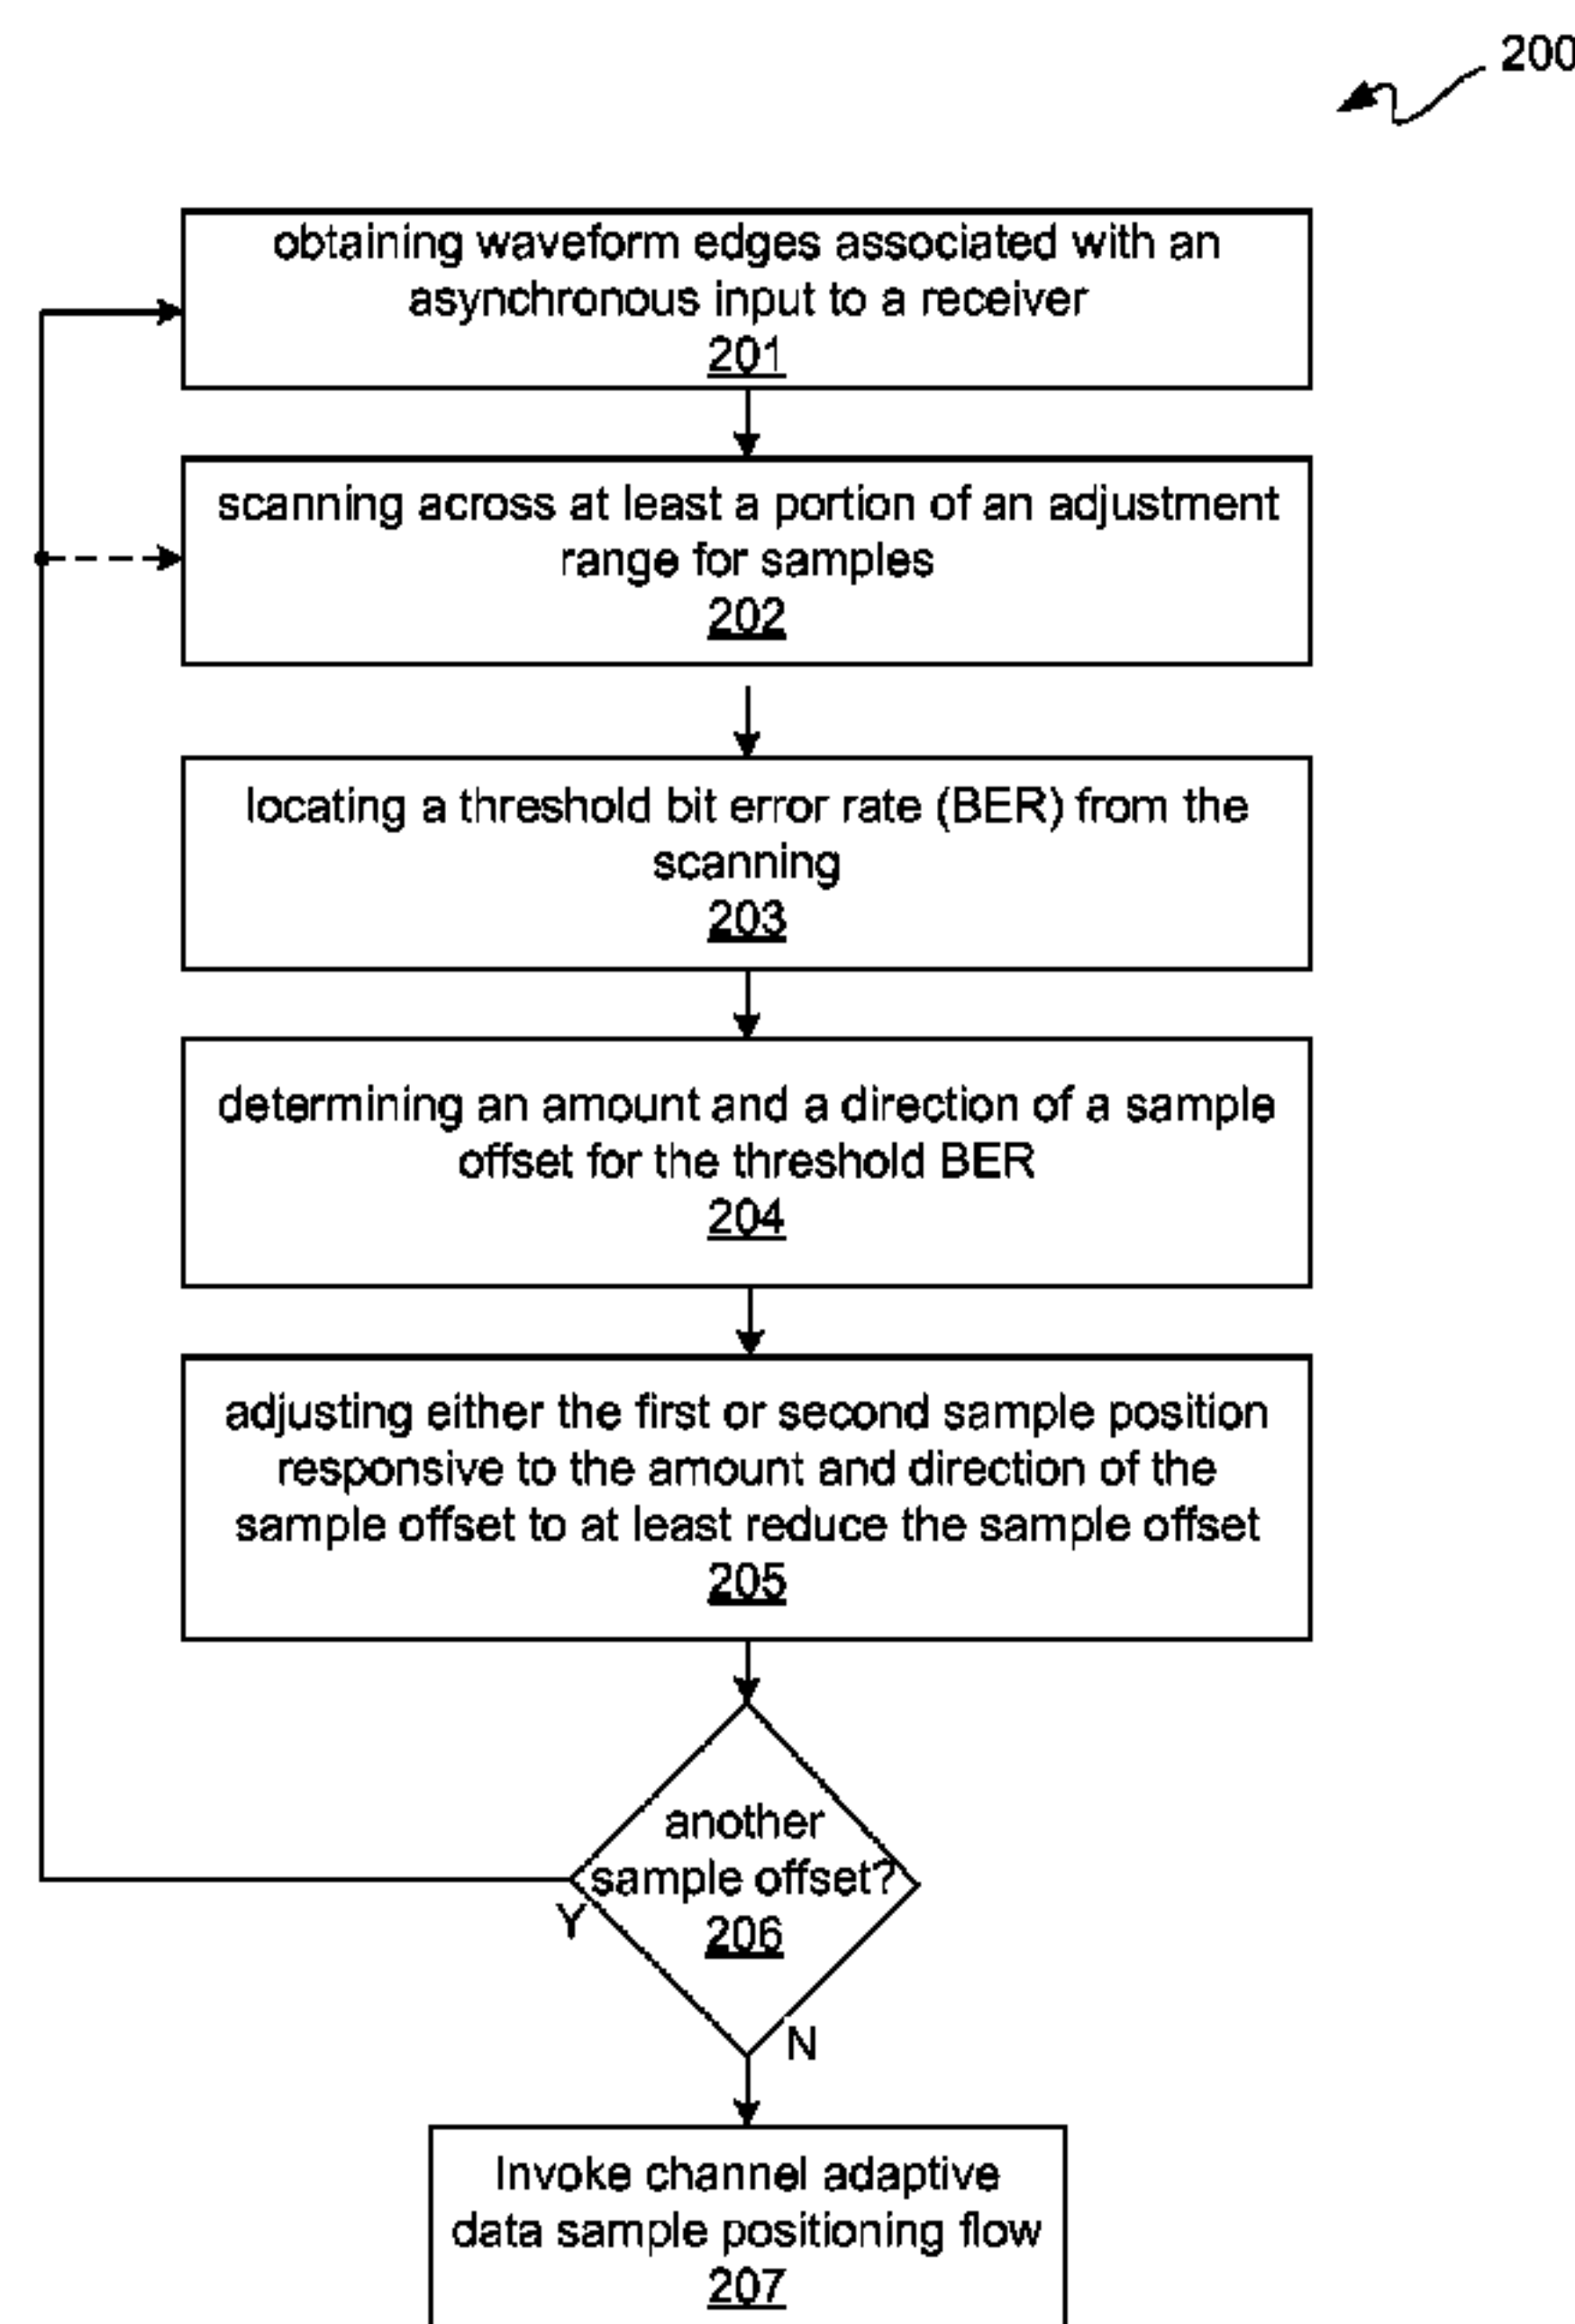 200
obtaining waveform edges associated with an
asynchronous input to a receiver
201
scanning across at least a portion of an adjustment
range for samples
202
locating a threshold bit error rate (BER) from the
scanning
203
determining an amount and a direction of a sample
offset for the threshold BER
204
adjusting either the first or second sample position
responsive to the amount and direction of the
sample offset to at least reduce the sample offset
205
another
sample offset?
206
Y
N
Invoke channel adaptive
data sample positioning flow
207